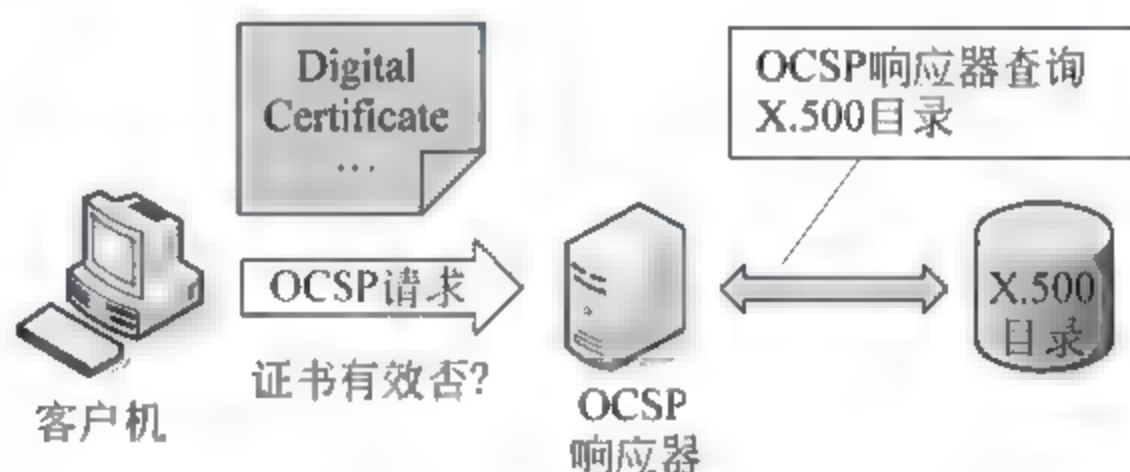 Digital
Certificate
...
OCSP响应器查询
X.500目录
OCSP请求
证书有效否?
客户机
OCSP
响应器
X.500
目录